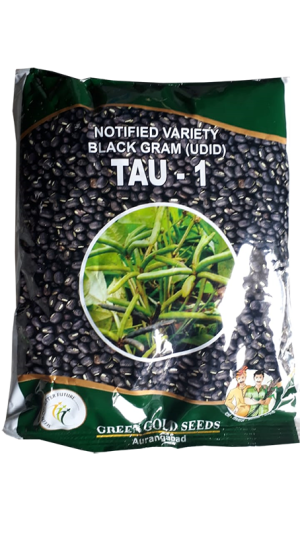 NOTIFIED VARIETY
BLACK GRAM (UDID)
TAU - 1
GREEN GOLD SEEDS
Aurangabad